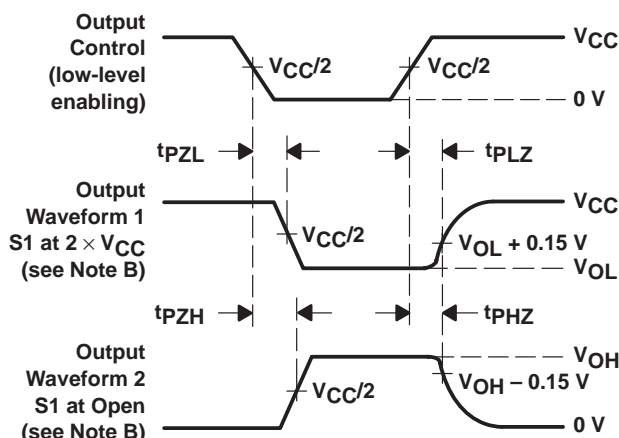 Output
Control
(low-level
enabling)
VCC
VCC/2
VCC/2
0 V
tPZL
tPLZ
Output
Waveform 1
S1 at 2 × VCC
(see Note B)
VCC
VCC/2
VOL + 0.15 V
VOL
tPZH
tPHZ
Output
Waveform 2
S1 at Open
(see Note B)
VOH
VCC/2
VOH − 0.15 V
0 V